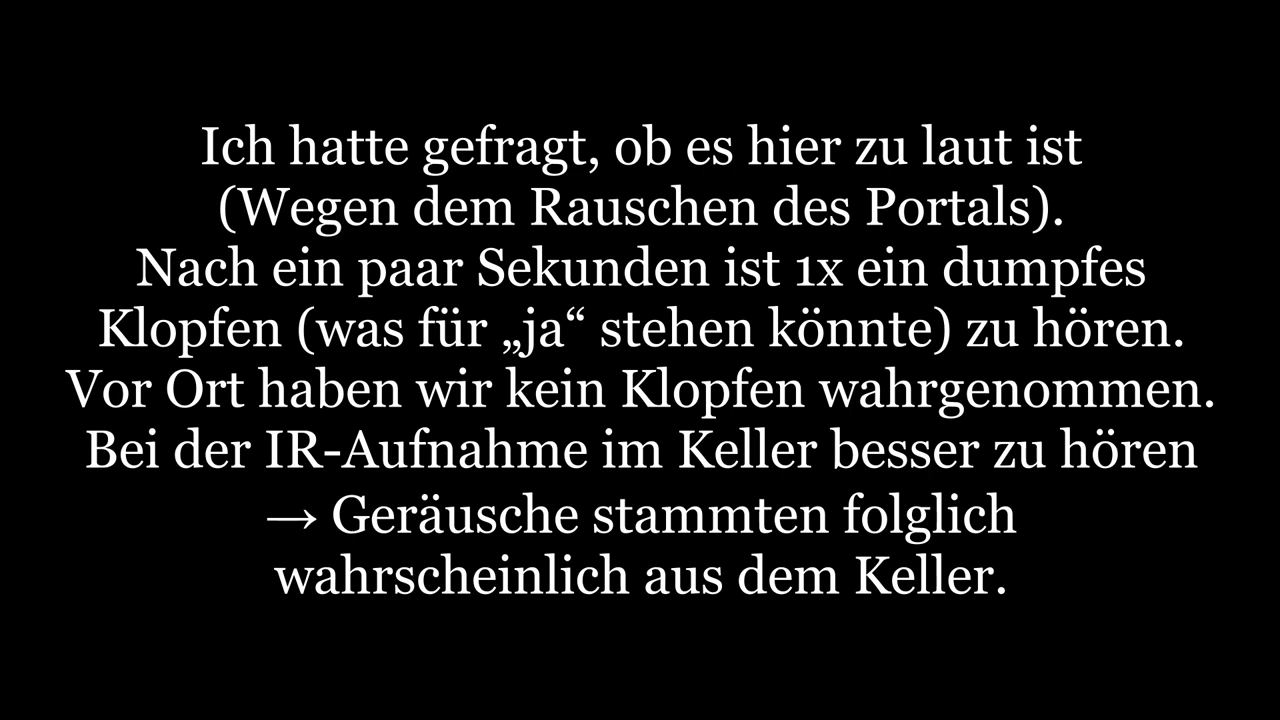 Ich hatte gefragt, ob es hier zu laut ist
(Wegen dem Rauschen des Portals).
Nach ein paar Sekunden ist 1x ein dumpfes
Klopfen (was für „ja“ stehen könnte) zu hören.
Vor Ort haben wir kein Klopfen wahrgenommen.
Bei der IR-Aufnahme im Keller besser zu hören
→ Geräusche stammten folglich
wahrscheinlich aus dem Keller.